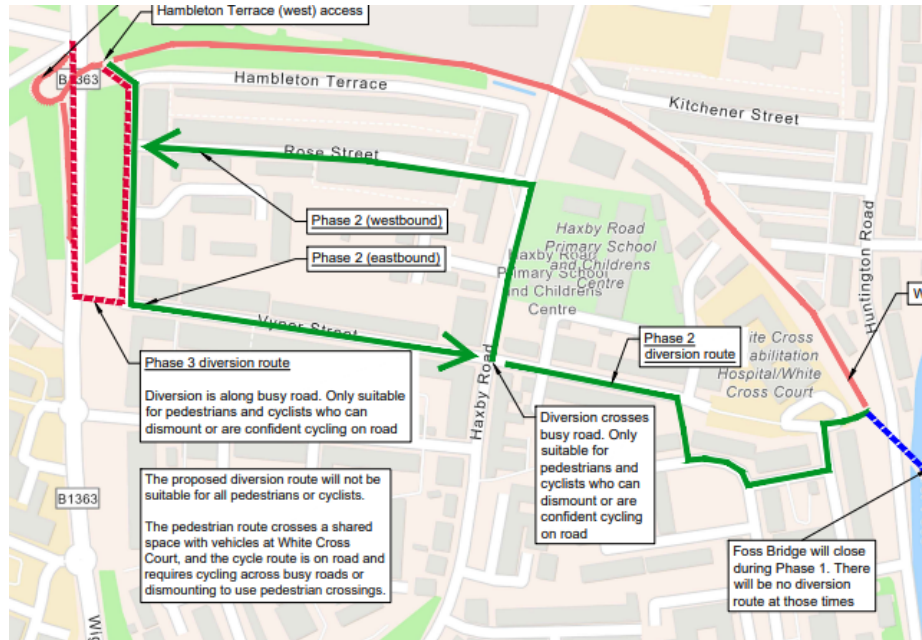 Hambleton Terrace (west) access
B1363
Hambleton Terrace
Kitchener Street
Rose Street
Phase 2 (westbound)
Phase 2 (eastbound)
Haxby Road
Primary School
and Childrens
Centre
Haxby Road
Primary School
and Childrens
Centre
Huntington Road
W
Vyner Street
Phase 2
diversion route
ite Cross
abilitation
Hospital/White
Cross Court
Phase 3 diversion route
Diversion is along busy road. Only suitable
for pedestrians and cyclists who can
dismount or are confident cycling on road
Haxby Road
Diversion crosses
busy road. Only
suitable for
pedestrians and
cyclists who can
dismount or are
confident cycling
on road
The proposed diversion route will not be
suitable for all pedestrians or cyclists.
The pedestrian route crosses a shared
space with vehicles at White Cross
Court, and the cycle route is on road and
requires cycling across busy roads or
dismounting to use pedestrian crossings.
B1363
Foss Bridge will close
during Phase 1. There
will be no diversion
route at those times
Wig